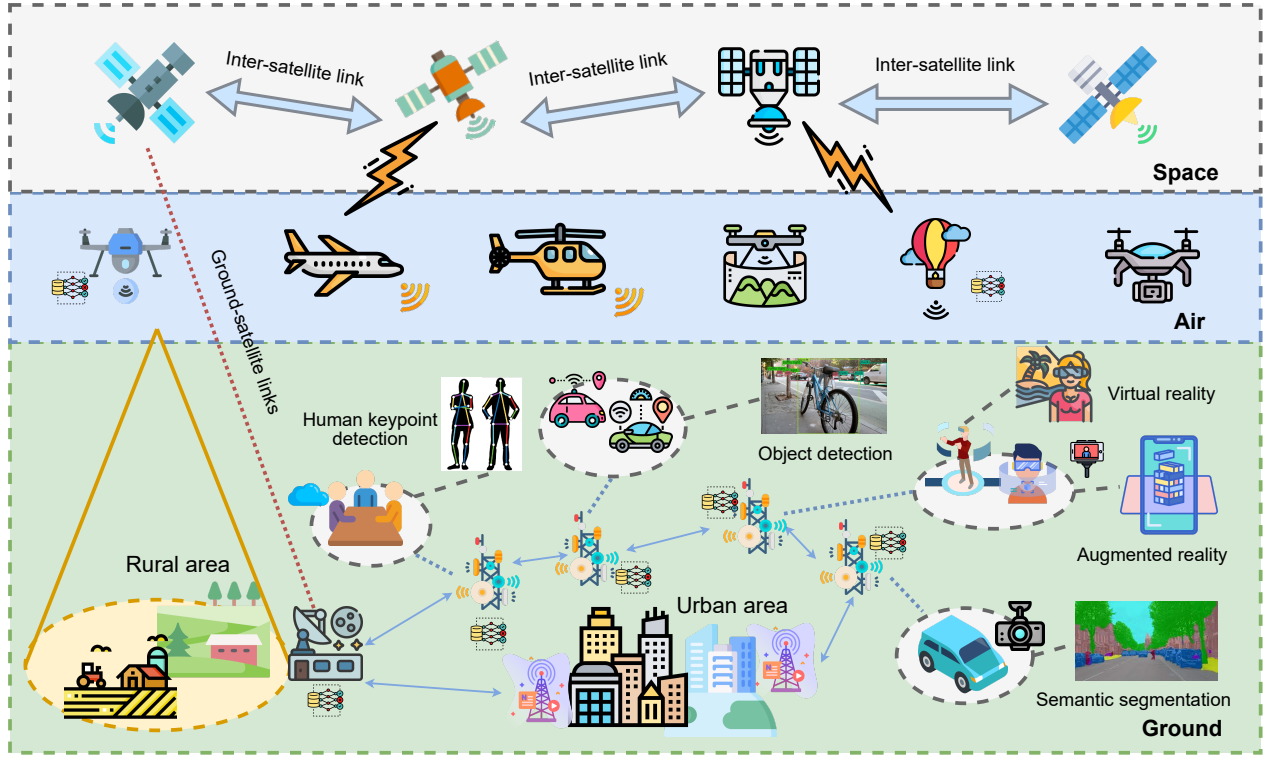 Inter-satellite link
Inter-satellite link
Inter-satellite link
Space
Ground-satellite links
Air
Human keypoint
detection
Object detection
Virtual reality
Augmented reality
Rural area
Urban area
Semantic segmentation
Ground